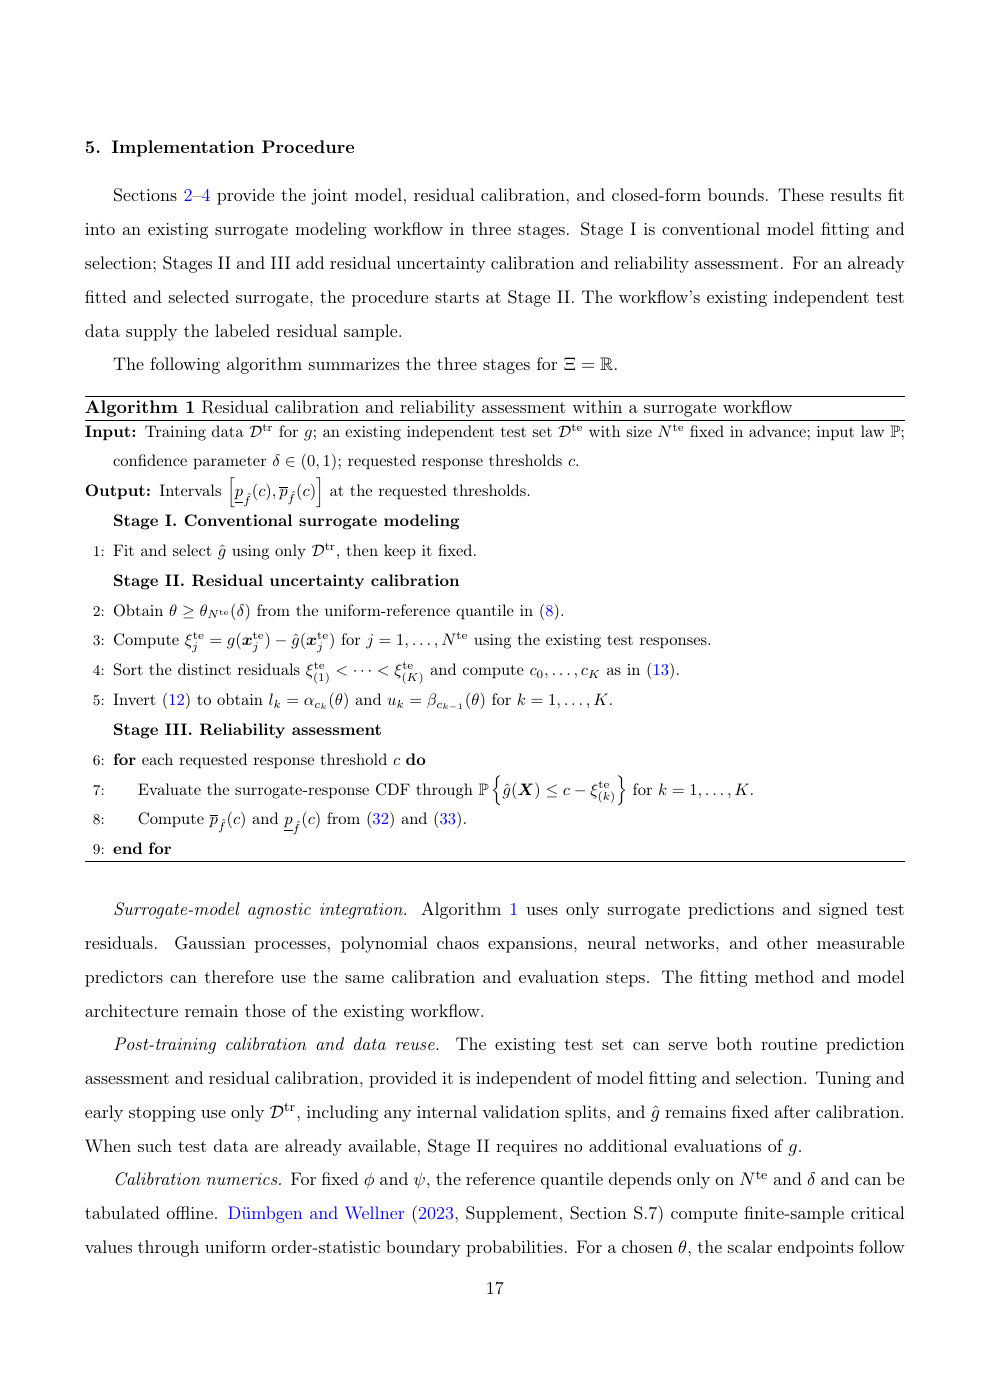 5. Implementation Procedure
Sections 2–4 provide the joint model, residual calibration, and closed-form bounds. These results fit
into an existing surrogate modeling workflow in three stages. Stage I is conventional model fitting and
selection; Stages II and III add residual uncertainty calibration and reliability assessment. For an already
fitted and selected surrogate, the procedure starts at Stage II. The workflow's existing independent test
data supply the labeled residual sample.
The following algorithm summarizes the three stages for Ξ = ℝ.
Algorithm 1 Residual calibration and reliability assessment within a surrogate workflow
Input: Training data 𝒟^tr for g; an existing independent test set 𝒟^te with size N^te fixed in advance; input law ℙ;
confidence parameter δ ∈ (0, 1); requested response thresholds c.
Output: Intervals [p̲_f̂(c), p̅_f̂(c)] at the requested thresholds.
Stage I. Conventional surrogate modeling
1: Fit and select ĝ using only 𝒟^tr, then keep it fixed.
Stage II. Residual uncertainty calibration
2: Obtain θ ≥ θ_{N^te}(δ) from the uniform-reference quantile in (8).
3: Compute ξ_j^te = g(x_j^te) − ĝ(x_j^te) for j = 1, . . . , N^te using the existing test responses.
4: Sort the distinct residuals ξ_(1)^te < · · · < ξ_(K)^te and compute c_0, . . . , c_K as in (13).
5: Invert (12) to obtain l_k = α_{c_k}(θ) and u_k = β_{c_{k−1}}(θ) for k = 1, . . . , K.
Stage III. Reliability assessment
6: for each requested response threshold c do
7: Evaluate the surrogate-response CDF through ℙ{ĝ(X) ≤ c − ξ_(k)^te} for k = 1, . . . , K.
8: Compute p̅_f̂(c) and p̲_f̂(c) from (32) and (33).
9: end for
Surrogate-model agnostic integration. Algorithm 1 uses only surrogate predictions and signed test
residuals. Gaussian processes, polynomial chaos expansions, neural networks, and other measurable
predictors can therefore use the same calibration and evaluation steps. The fitting method and model
architecture remain those of the existing workflow.
Post-training calibration and data reuse. The existing test set can serve both routine prediction
assessment and residual calibration, provided it is independent of model fitting and selection. Tuning and
early stopping use only 𝒟^tr, including any internal validation splits, and ĝ remains fixed after calibration.
When such test data are already available, Stage II requires no additional evaluations of g.
Calibration numerics. For fixed ϕ and ψ, the reference quantile depends only on N^te and δ and can be
tabulated offline. Dümbgen and Wellner (2023, Supplement, Section S.7) compute finite-sample critical
values through uniform order-statistic boundary probabilities. For a chosen θ, the scalar endpoints follow
17